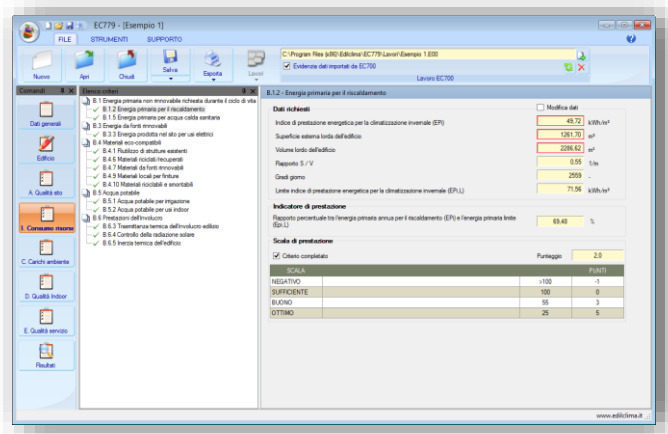 EC779 - [Esempio 1]
FILE STRUMENTI SUPPORTO
Nuovo Apri Chiudi Salva Esporta Lavori
C:\Program Files (x86)\Edilclima\EC779\Lavori\Esempio 1.E00
Evidenzia dati importati da EC700
Lavoro EC700
Comandi
Dati generali
Edificio
A. Qualità sito
B. Consumo risorse
C. Carichi ambiente
D. Qualità Indoor
E. Qualità servizio
Risultati
Elenco criteri
B.1 Energia primaria non rinnovabile richiesta durante il ciclo di vita
B.1.2 Energia primaria per il riscaldamento
B.1.5 Energia primaria per acqua calda sanitaria
B.3 Energia da fonti rinnovabili
B.3.3 Energia prodotta nel sito per usi elettrici
B.4 Materiali eco-compatibili
B.4.1 Riutilizzo di strutture esistenti
B.4.6 Materiali riciclati/recuperati
B.4.7 Materiali da fonti rinnovabili
B.4.9 Materiali locali per finiture
B.4.10 Materiali riciclabili e smontabili
B.5 Acqua potabile
B.5.1 Acqua potabile per irrigazione
B.5.2 Acqua potabile per usi indoor
B.6 Prestazioni dell'involucro
B.6.3 Trasmittanza termica dell'involucro edilizio
B.6.4 Controllo della radiazione solare
B.6.5 Inerzia termica dell'edificio
B.1.2 - Energia primaria per il riscaldamento
Dati richiesti Modifica dati
Indice di prestazione energetica per la climatizzazione invernale (EPi) 49,72 kWh/m²
Superficie esterna lorda dell'edificio 1261,70 m²
Volume lordo dell'edificio 2286,62 m³
Rapporto S / V 0,55 1/m
Gradi giorno 2559 -
Limite indice di prestazione energetica per la climatizzazione invernale (EPi,L) 71,56 kWh/m²
Indicatore di prestazione
Rapporto percentuale tra l'energia primaria annua per il riscaldamento (EPi) e l'energia primaria limite (Epi,L) 69,48 %
Scala di prestazione
Criterio completato Punteggio 2,0
SCALA PUNTI
NEGATIVO >100 -1
SUFFICIENTE 100 0
BUONO 55 3
OTTIMO 25 5
www.edilclima.it